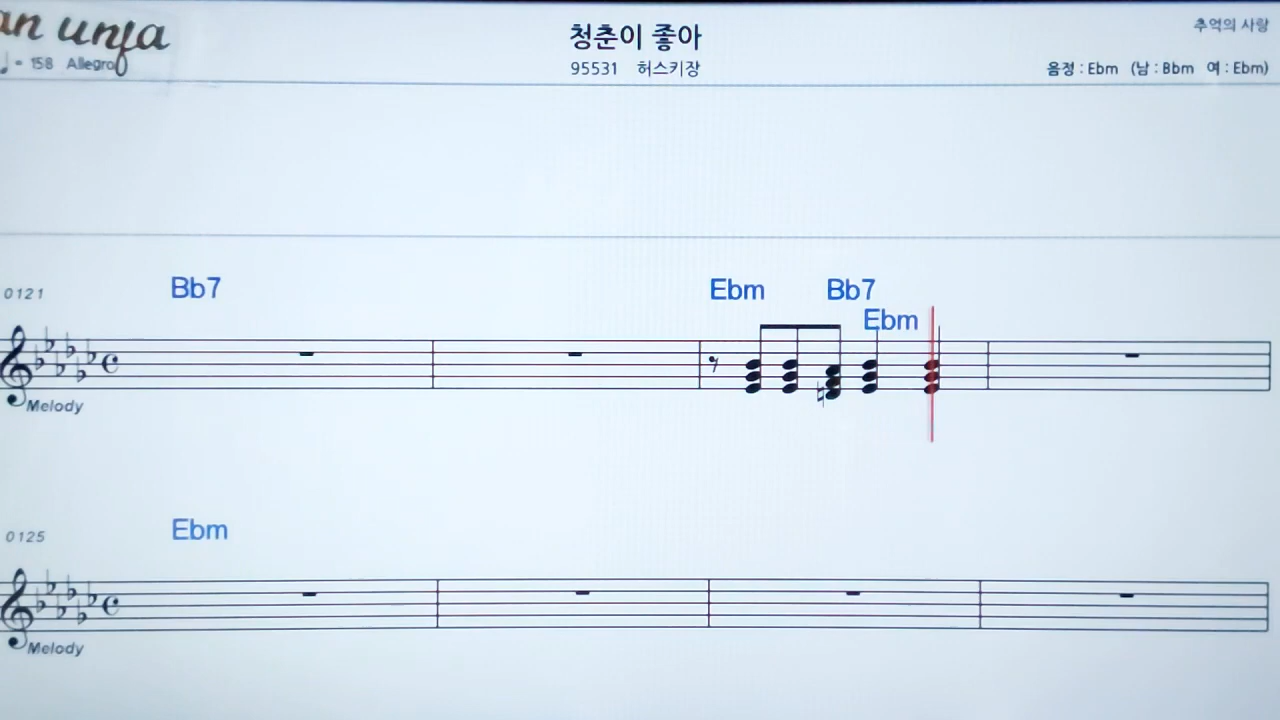 an unfa
청춘이 좋아
추억의 사랑
♩ = 158 Allegro
95531 허스키장
음정 : Ebm (남 : Bbm 여 : Ebm)
0121 Bb7 Ebm Bb7
Ebm
Melody
0125 Ebm
Melody